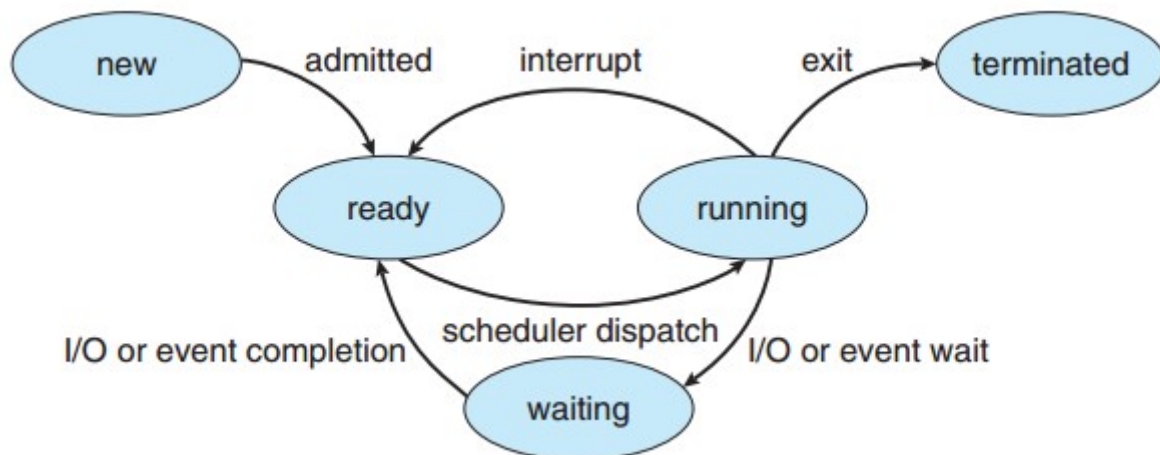 new
admitted
interrupt
exit
terminated
ready
running
I/O or event completion
scheduler dispatch
I/O or event wait
waiting